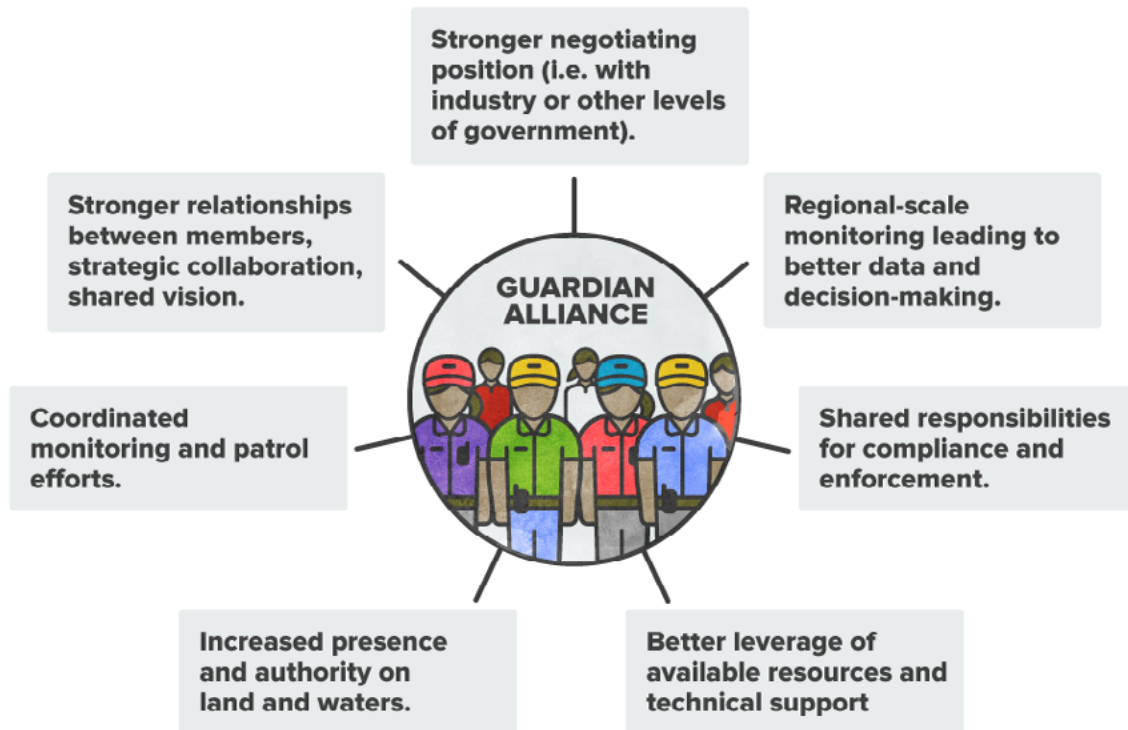 Stronger negotiating
position (i.e. with
industry or other levels
of government).
Stronger relationships
between members,
strategic collaboration,
shared vision.
Regional-scale
monitoring leading to
better data and
decision-making.
GUARDIAN
ALLIANCE
Coordinated
monitoring and patrol
efforts.
Shared responsibilities
for compliance and
enforcement.
Increased presence
and authority on
land and waters.
Better leverage of
available resources and
technical support